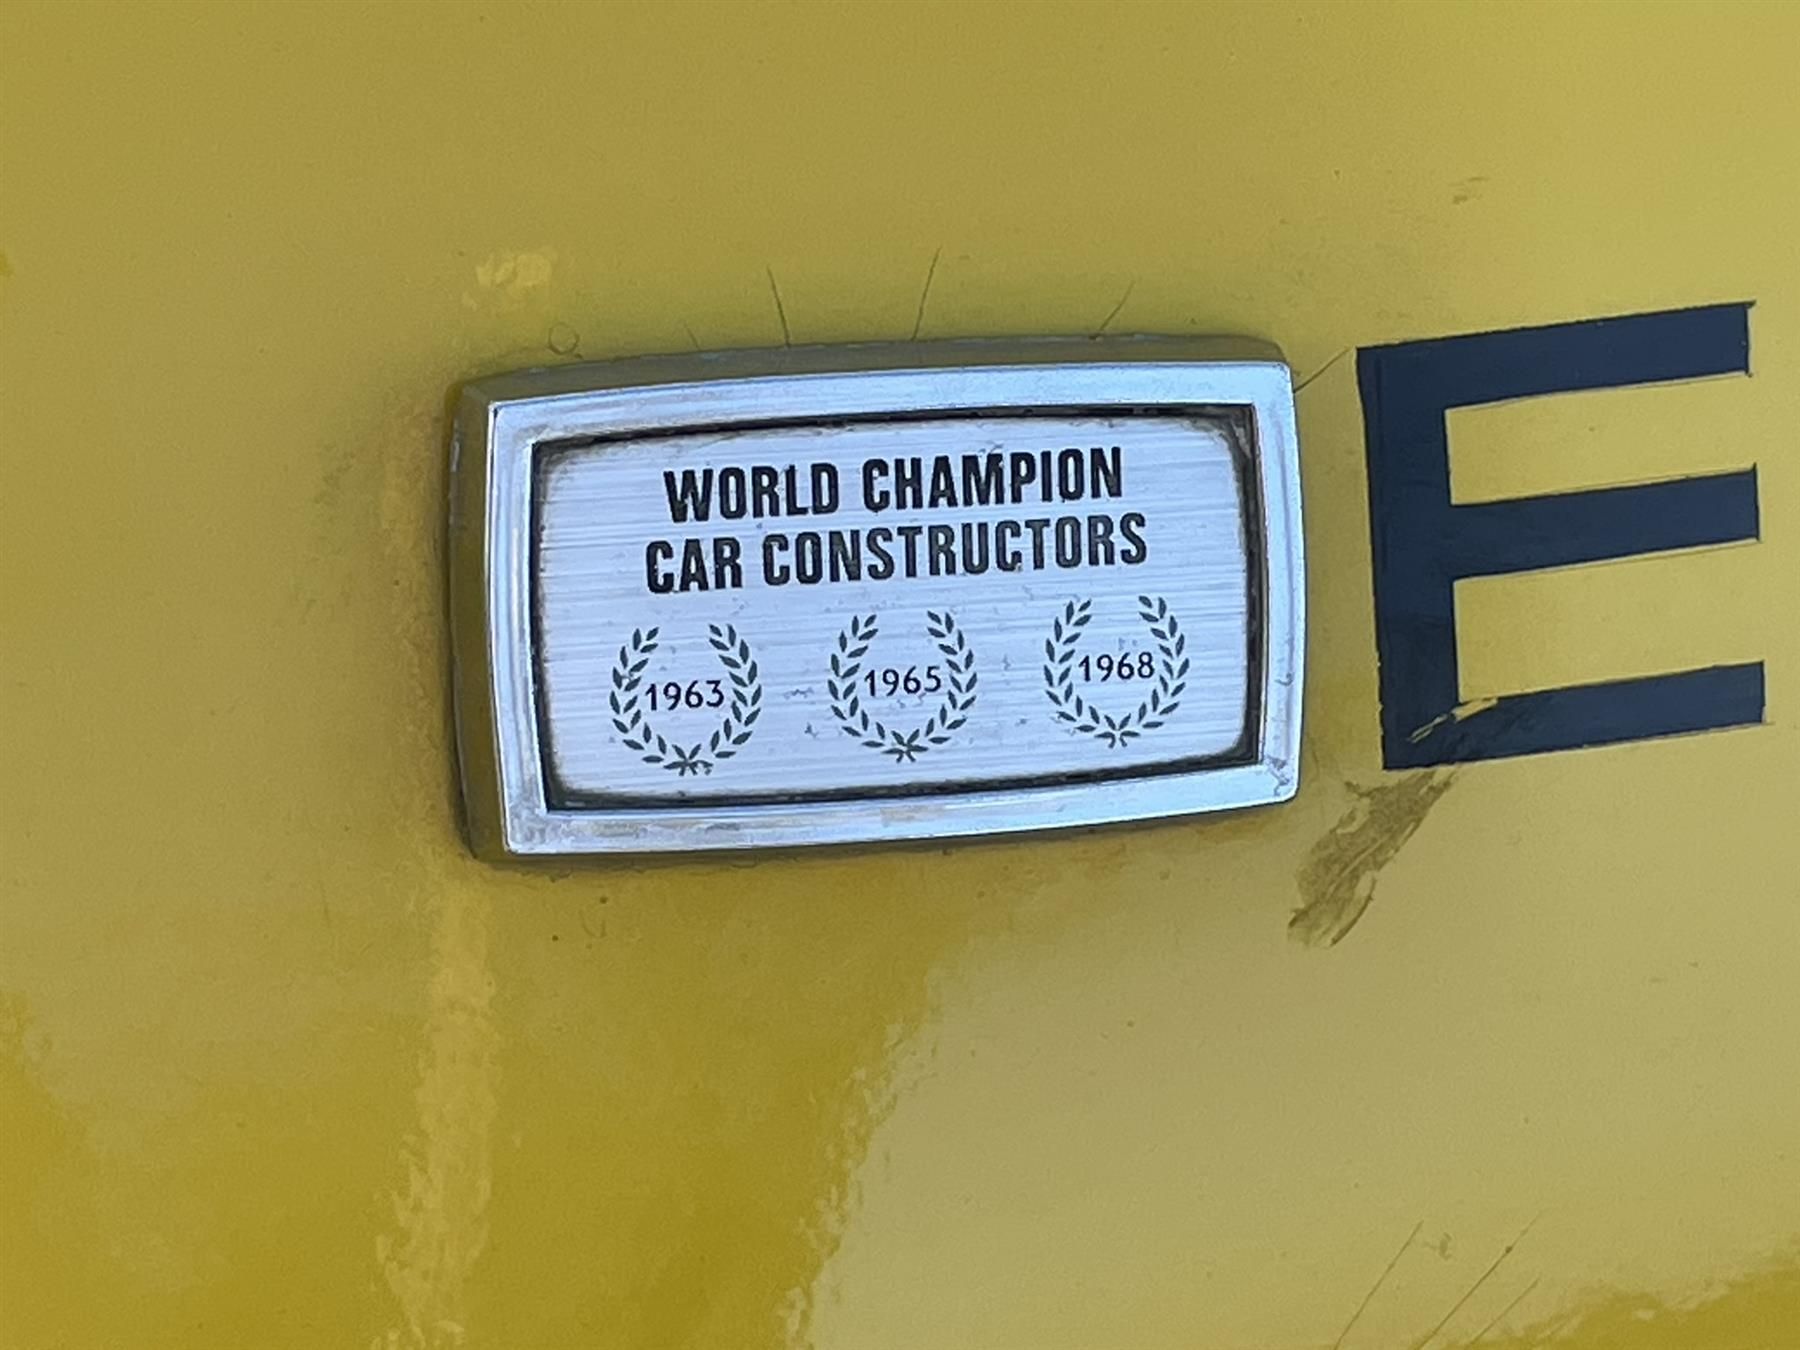 WORLD CHAMPION
CAR CONSTRUCTORS
1963 1965 1968
E